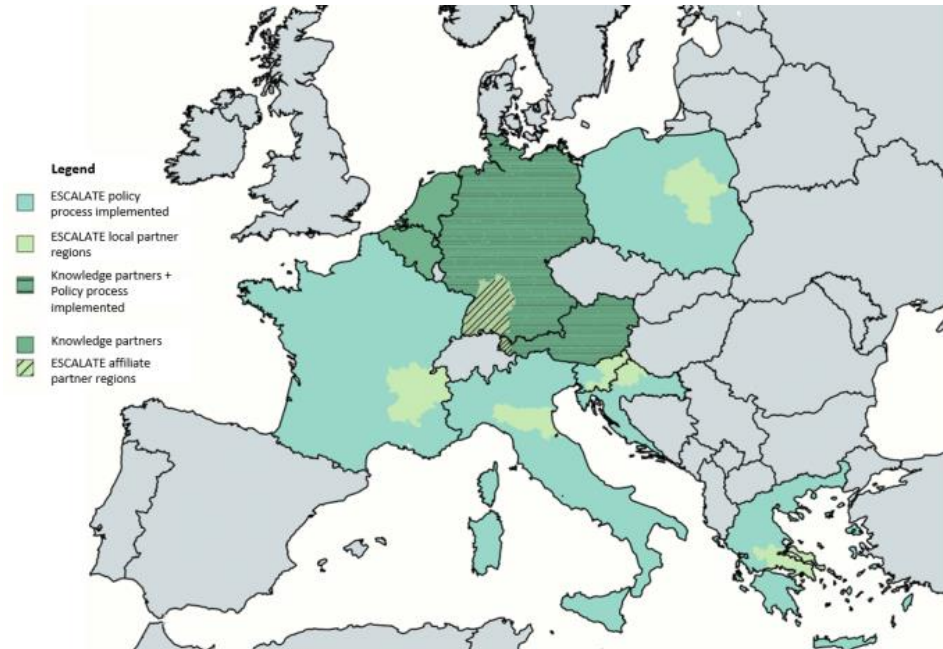 Legend
ESCALATE policy
process implemented
ESCALATE local partner
regions
Knowledge partners +
Policy process
implemented
Knowledge partners
ESCALATE affiliate
partner regions